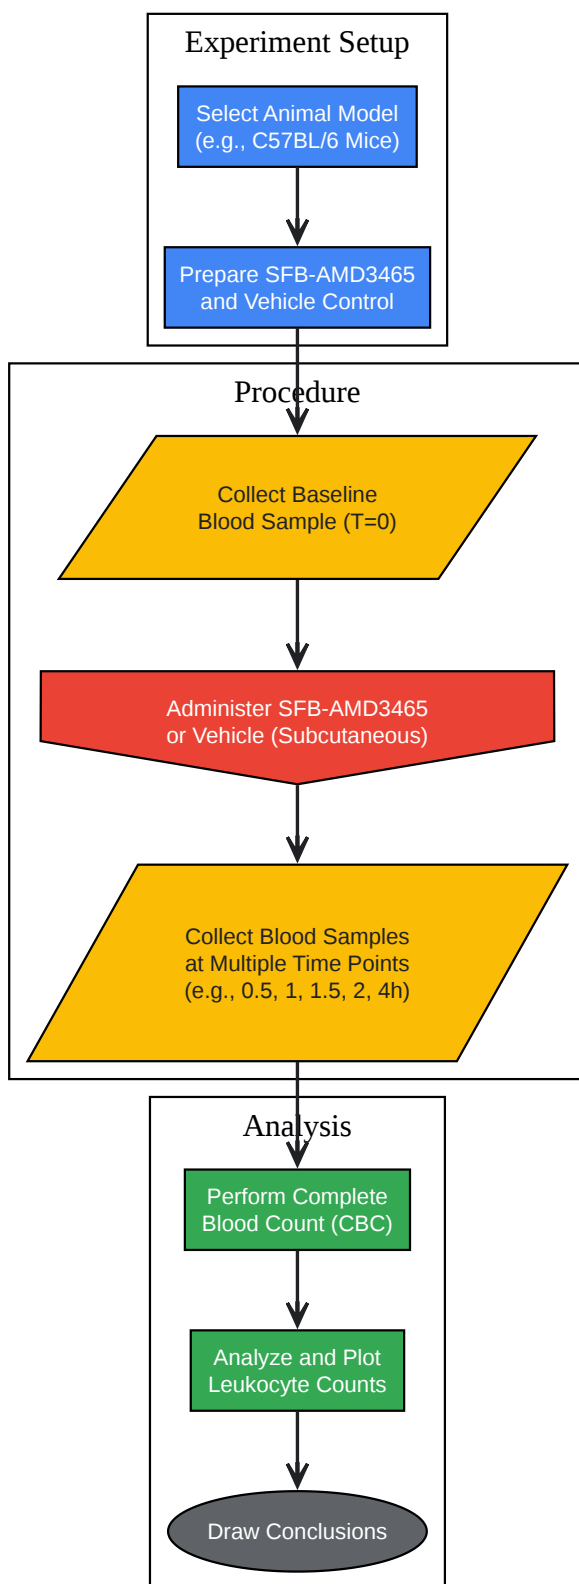 Experiment Setup
Select Animal Model
(e.g., C57BL/6 Mice)
Prepare SFB-AMD3465
and Vehicle Control
Procedure
Collect Baseline
Blood Sample (T=0)
Administer SFB-AMD3465
or Vehicle (Subcutaneous)
Collect Blood Samples
at Multiple Time Points
(e.g., 0.5, 1, 1.5, 2, 4h)
Analysis
Perform Complete
Blood Count (CBC)
Analyze and Plot
Leukocyte Counts
Draw Conclusions